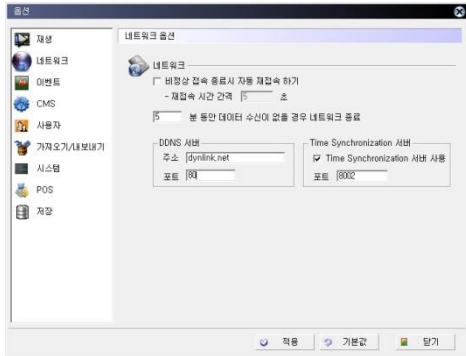 옵션
재생
네트워크
이벤트
CMS
사용자
가져오기/내보내기
시스템
POS
저장
네트워크 옵션
네트워크
비정상 접속 종료시 자동 재접속 하기
- 재접속 시간 간격 5 초
5 분 동안 데이터 수신이 없을 경우 네트워크 종료
DDNS 서버
주소 dynlink.net
포트 80
Time Synchronization 서버
Time Synchronization 서버 사용
포트 8002
적용 기본값 닫기